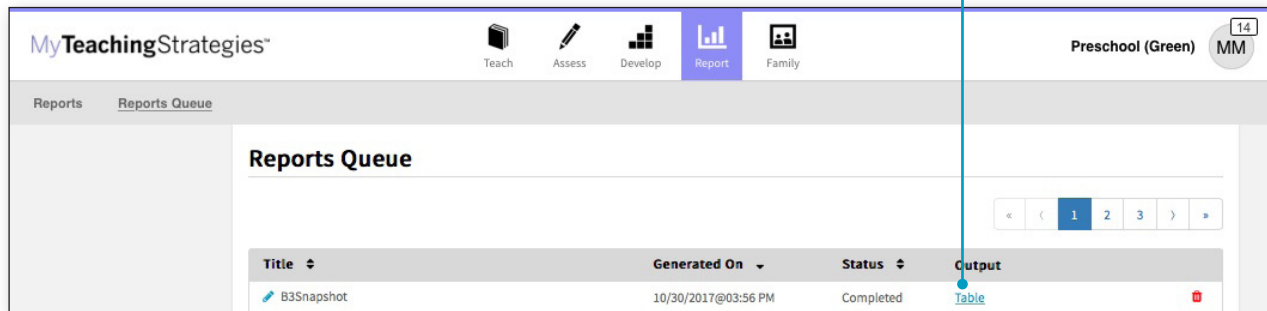 MyTeachingStrategies™
Teach Assess Develop Report Family
Preschool (Green) MM 14
Reports Reports Queue
Reports Queue
« ‹ 1 2 3 › »
Title Generated On Status Output
B3Snapshot 10/30/2017@03:56 PM Completed Table